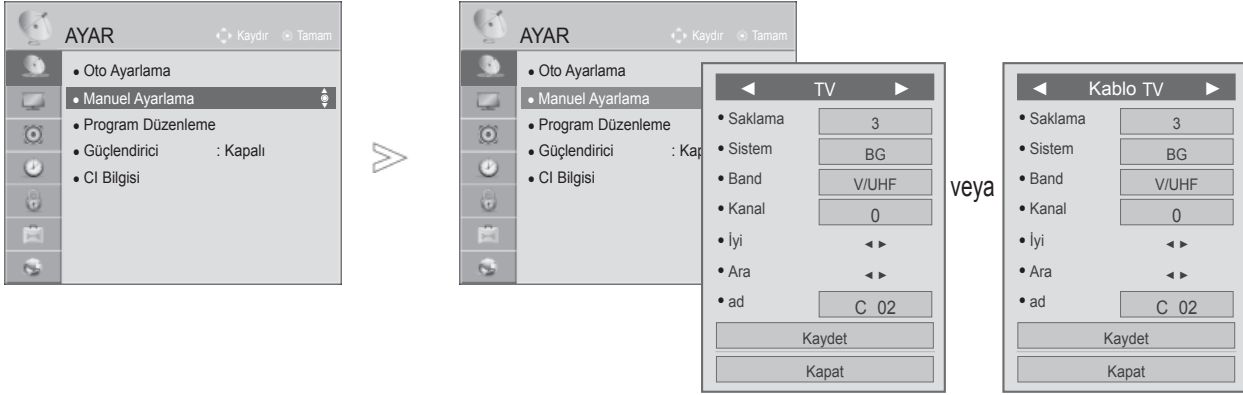 AYAR Kaydır Tamam
• Oto Ayarlama
• Manuel Ayarlama
• Program Düzenleme
• Güçlendirici : Kapalı
• CI Bilgisi
AYAR Kaydır Tamam
• Oto Ayarlama
• Manuel Ayarlama
• Program Düzenleme
• Güçlendirici : Kap
• CI Bilgisi
◄ TV ►
• Saklama 3
• Sistem BG
• Band V/UHF
• Kanal 0
• İyi ◄ ►
• Ara ◄ ►
• ad C 02
Kaydet
Kapat
veya
◄ Kablo TV ►
• Saklama 3
• Sistem BG
• Band V/UHF
• Kanal 0
• İyi ◄ ►
• Ara ◄ ►
• ad C 02
Kaydet
Kapat